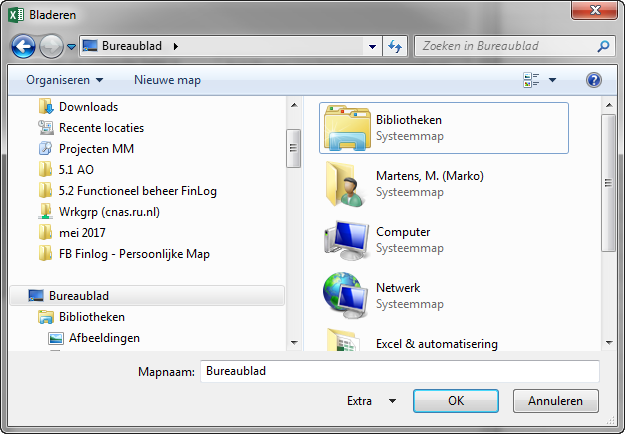 Bladeren
Bureaublad
Zoeken in Bureaublad
Organiseren
Nieuwe map
Downloads
Recente locaties
Projecten MM
5.1 AO
5.2 Functioneel beheer FinLog
Wrkgrp (cnas.ru.nl)
mei 2017
FB Finlog - Persoonlijke Map
Bureaublad
Bibliotheken
Afbeeldingen
Bibliotheken
Systeemmap
Martens, M. (Marko)
Systeemmap
Computer
Systeemmap
Netwerk
Systeemmap
Excel & automatisering
Mapnaam: Bureaublad
Extra
OK
Annuleren